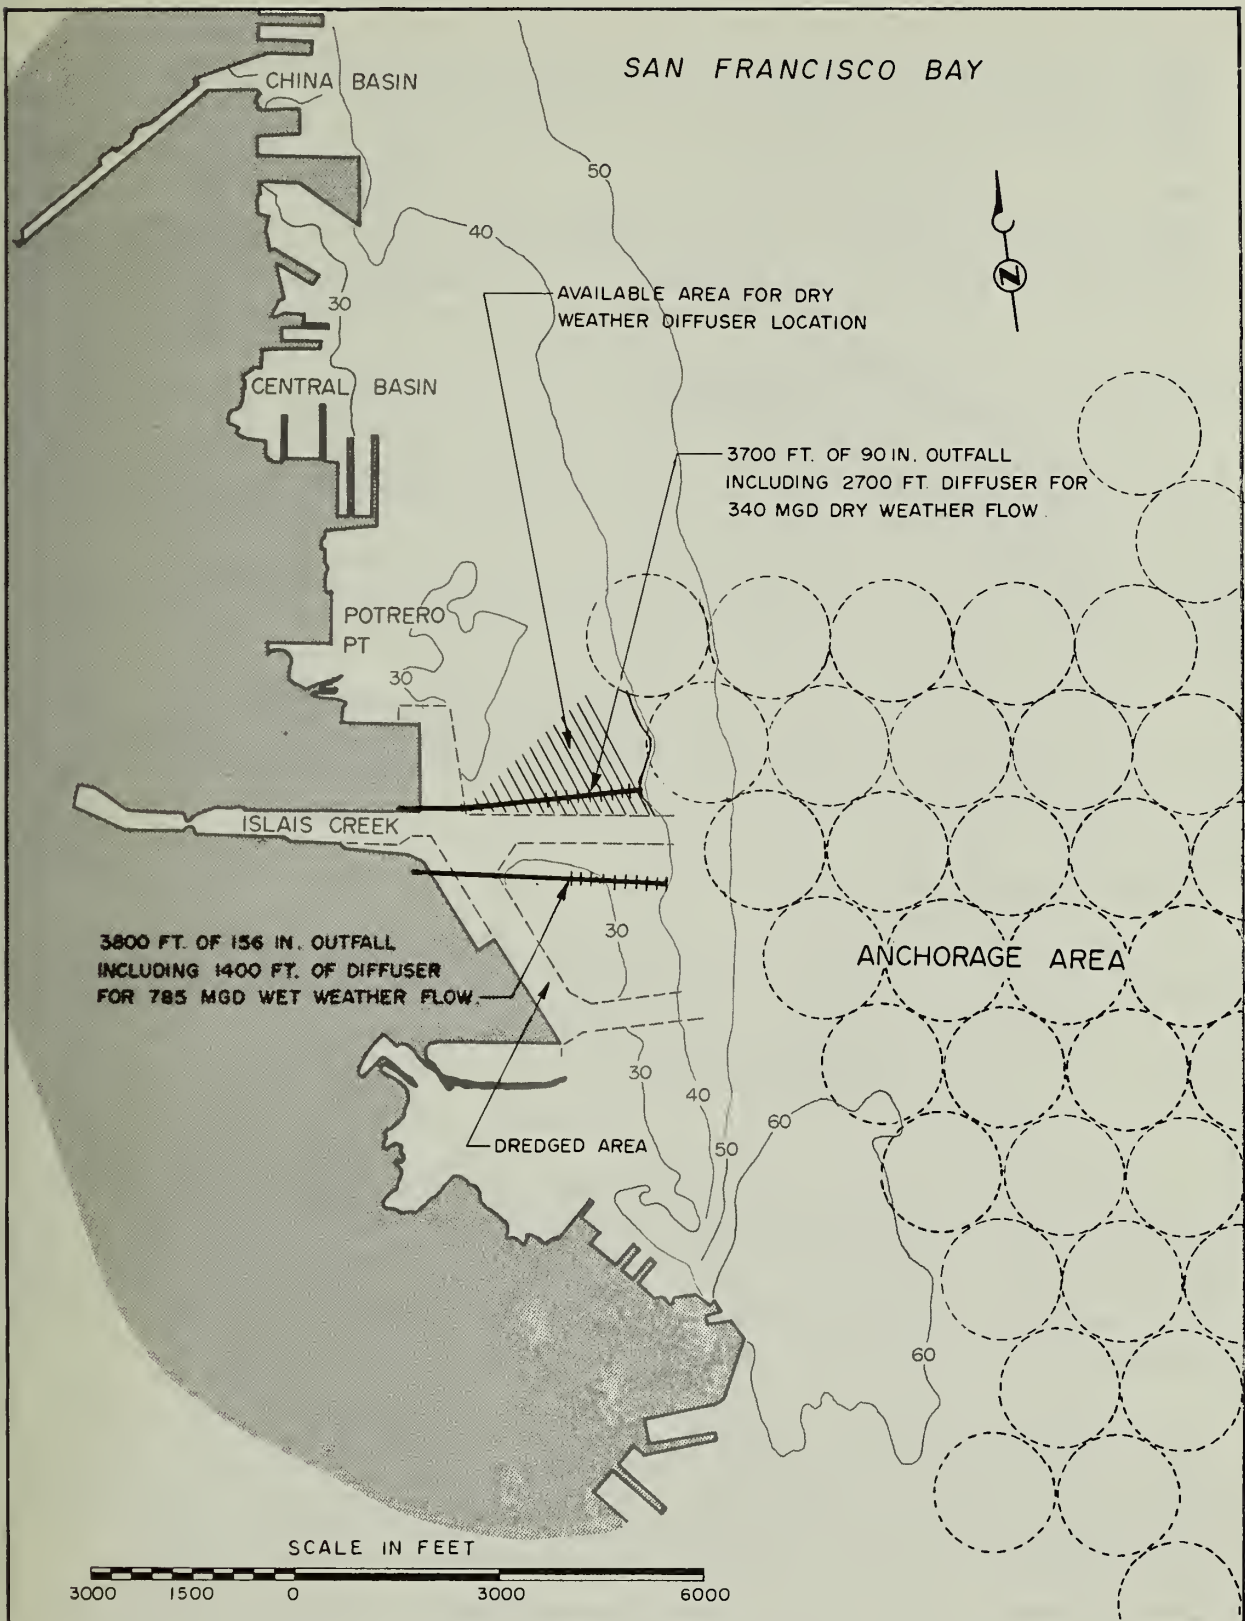 SAN FRANCISCO BAY
CHINA BASIN
50
40
AVAILABLE AREA FOR DRY
WEATHER DIFFUSER LOCATION
N
30
CENTRAL BASIN
3700 FT. OF 90 IN. OUTFALL
INCLUDING 2700 FT. DIFFUSER FOR
340 MGD DRY WEATHER FLOW
POTRERO
PT
30
ISLAIS CREEK
3800 FT. OF 156 IN. OUTFALL
INCLUDING 1400 FT. OF DIFFUSER
FOR 785 MGD WET WEATHER FLOW.
30
ANCHORAGE AREA
30
40
60
DREDGED AREA
50
60
SCALE IN FEET
3000 1500 0 3000 6000